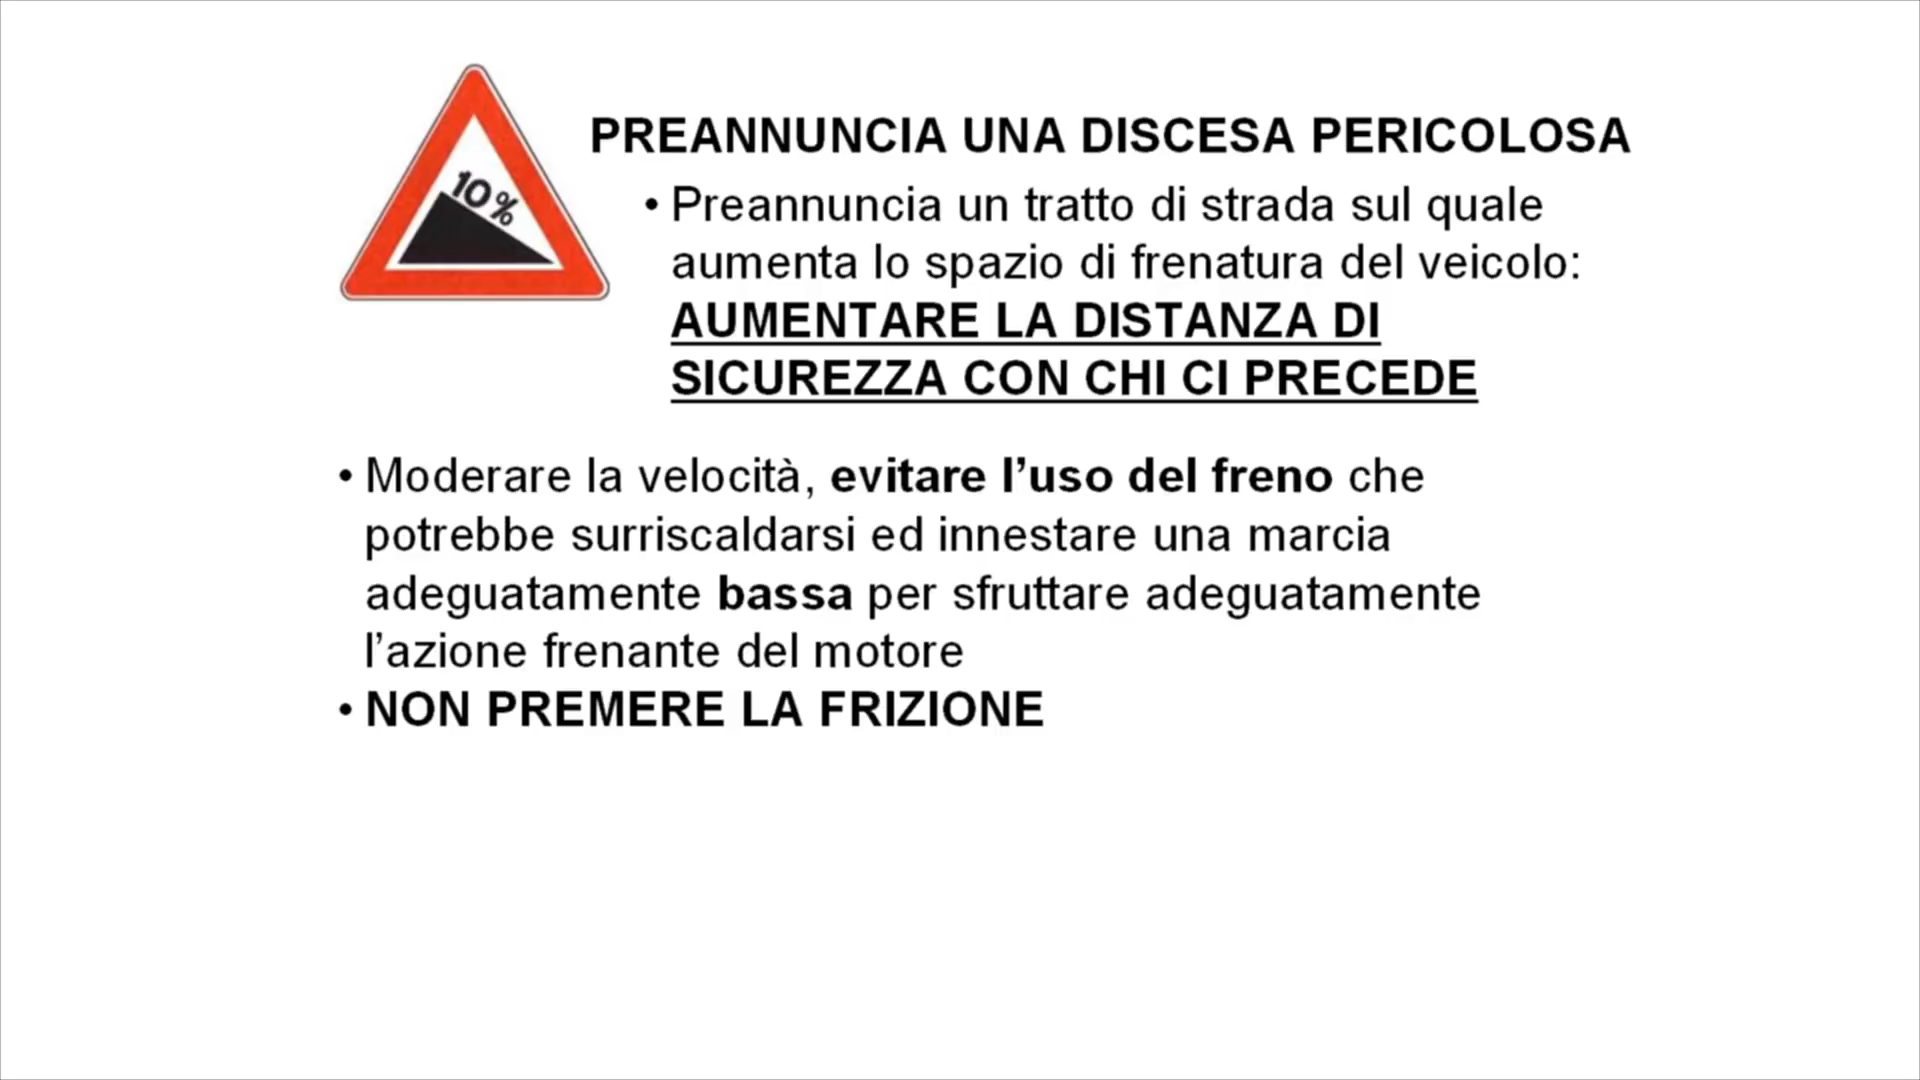 10%
PREANNUNCIA UNA DISCESA PERICOLOSA
• Preannuncia un tratto di strada sul quale
aumenta lo spazio di frenatura del veicolo:
AUMENTARE LA DISTANZA DI
SICUREZZA CON CHI CI PRECEDE
• Moderare la velocità, evitare l’uso del freno che
potrebbe surriscaldarsi ed innestare una marcia
adeguatamente bassa per sfruttare adeguatamente
l’azione frenante del motore
• NON PREMERE LA FRIZIONE